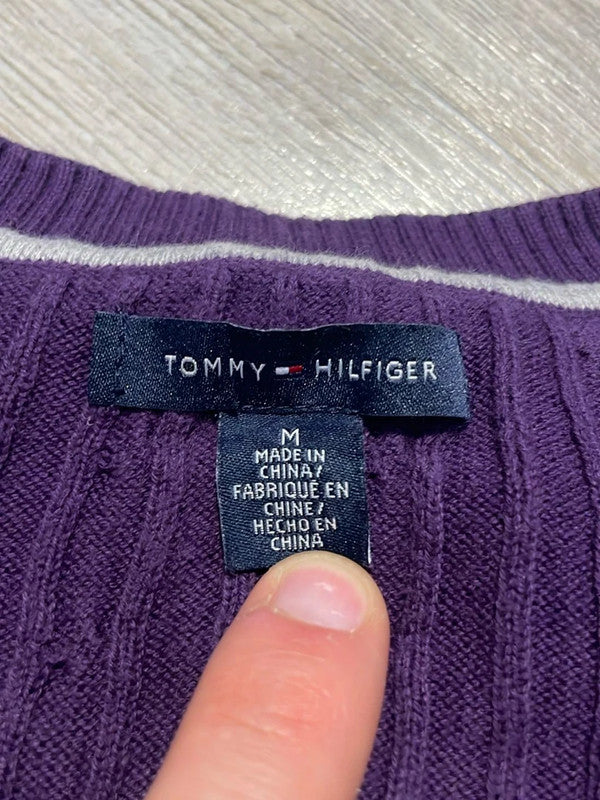 TOMMY HILFIGER
M
MADE IN
CHINA/
FABRIQUÉ EN
CHINE/
HECHO EN
CHINA